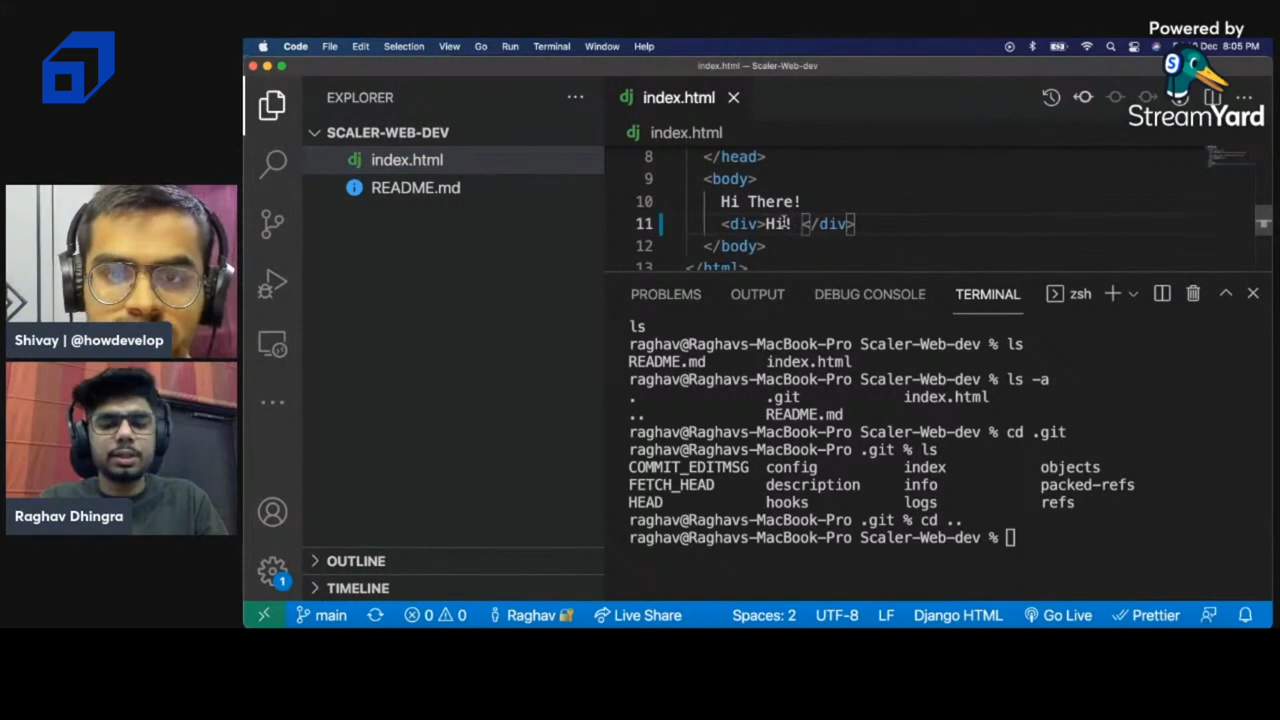 Powered by
StreamYard
Code File Edit Selection View Go Run Terminal Window Help
Dec 8:05 PM
index.html — Scaler-Web-dev
EXPLORER
index.html
SCALER-WEB-DEV
index.html
README.md
index.html
8 </head>
9 <body>
10 Hi There!
11 <div>Hi! </div>
12 </body>
13 </html>
PROBLEMS OUTPUT DEBUG CONSOLE TERMINAL zsh
ls
raghav@Raghavs-MacBook-Pro Scaler-Web-dev % ls
README.md index.html
raghav@Raghavs-MacBook-Pro Scaler-Web-dev % ls -a
. .git index.html
.. README.md
raghav@Raghavs-MacBook-Pro Scaler-Web-dev % cd .git
raghav@Raghavs-MacBook-Pro .git % ls
COMMIT_EDITMSG config index objects
FETCH_HEAD description info packed-refs
HEAD hooks logs refs
raghav@Raghavs-MacBook-Pro .git % cd ..
raghav@Raghavs-MacBook-Pro Scaler-Web-dev %
OUTLINE
TIMELINE
1
main 0 0 Raghav Live Share Spaces: 2 UTF-8 LF Django HTML Go Live Prettier
Shivay | @howdevelop
Raghav Dhingra